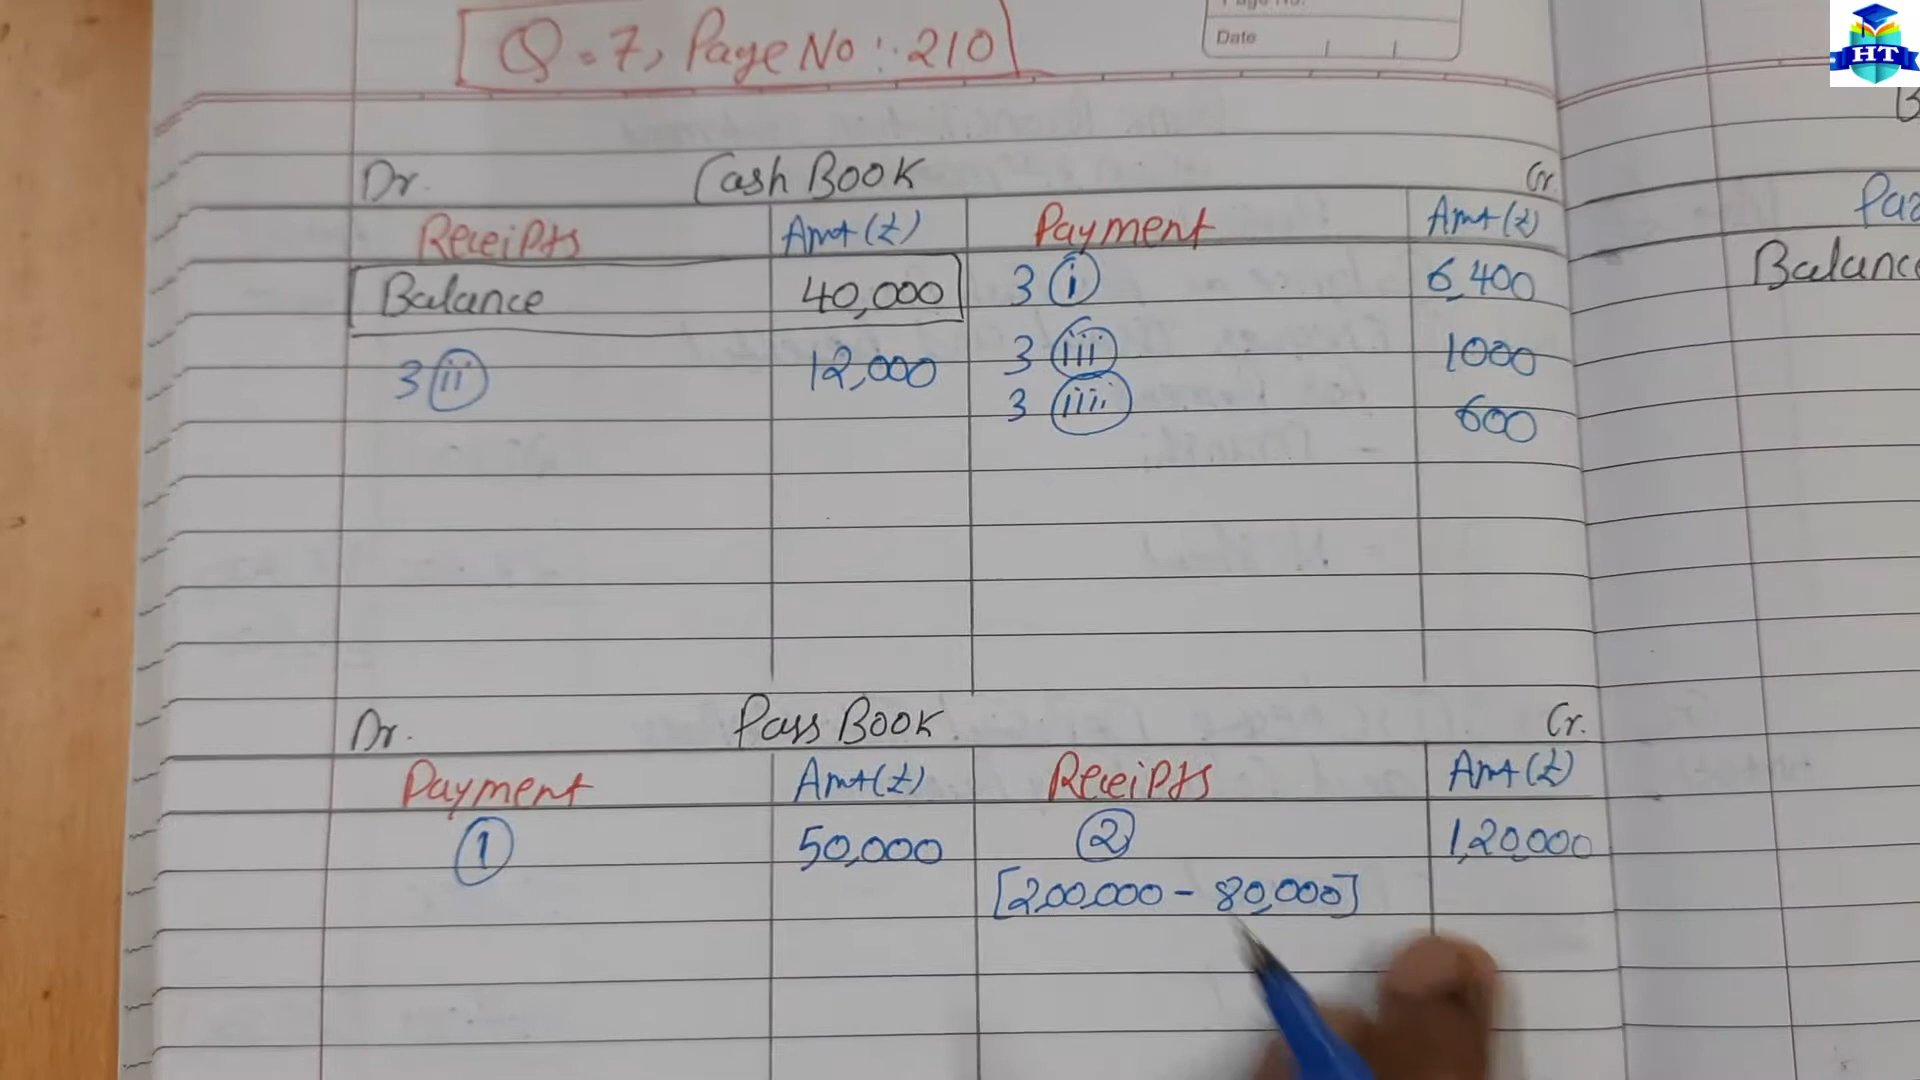 Page No.
Q.7, Page No:.210
Date
HT
B
Dr. Cash Book Cr.
Receipts Amt(₹) Payment Amt(₹)
Balance 40,000 3 (i) 6,400
3 (ii) 12,000 3 (iii) 1000
3 (iiii) 600
Balance
Dr. Pass Book Cr.
Payment Amt(₹) Receipts Amt(₹)
① 50,000 ② 1,20,000
[2,00,000 - 80,000]